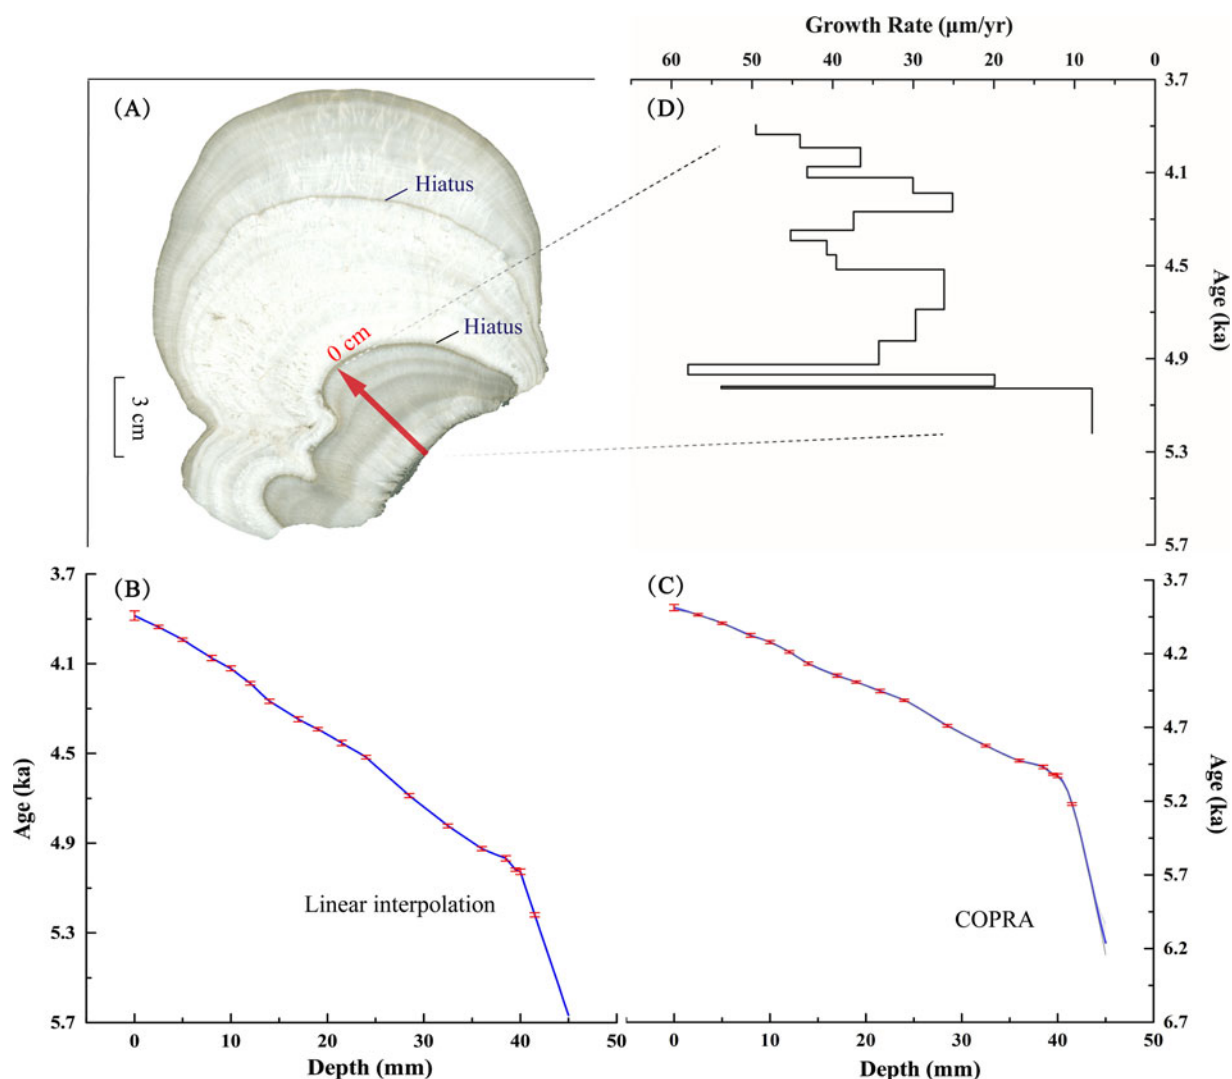 Growth Rate (μm/yr)
60 50 40 30 20 10 0
(A)
(D)
3.7
4.1
4.5
4.9
5.3
5.7
Age (ka)
Hiatus
Hiatus
0 cm
3 cm
(B)
3.7
4.1
4.5
4.9
5.3
5.7
Age (ka)
Linear interpolation
0 10 20 30 40 50
Depth (mm)
(C)
3.7
4.2
4.7
5.2
5.7
6.2
6.7
Age (ka)
COPRA
0 10 20 30 40 50
Depth (mm)